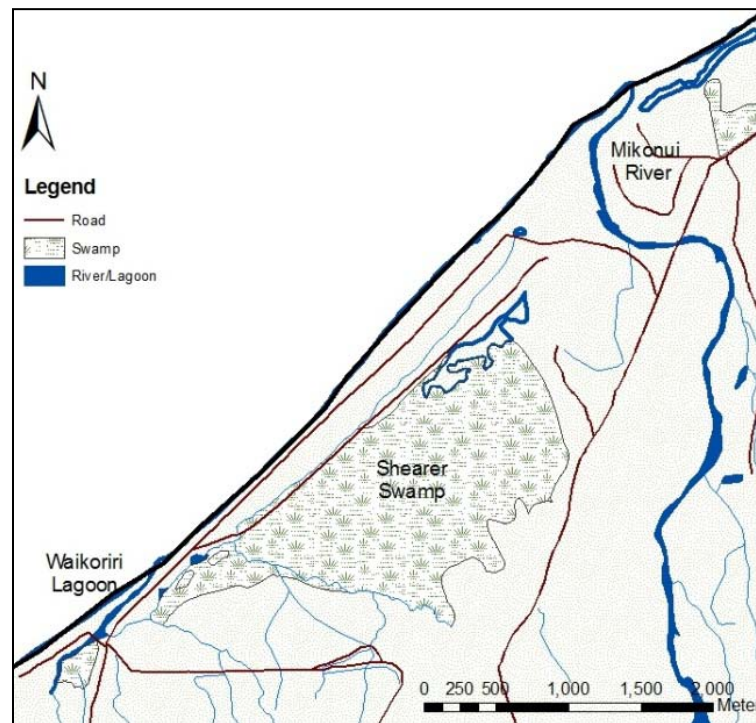 N
Legend
Road
Swamp
River/Lagoon
Mikonui
River
Shearer
Swamp
Waikoriri
Lagoon
0 250 500 1,000 1,500 2,000
Mete